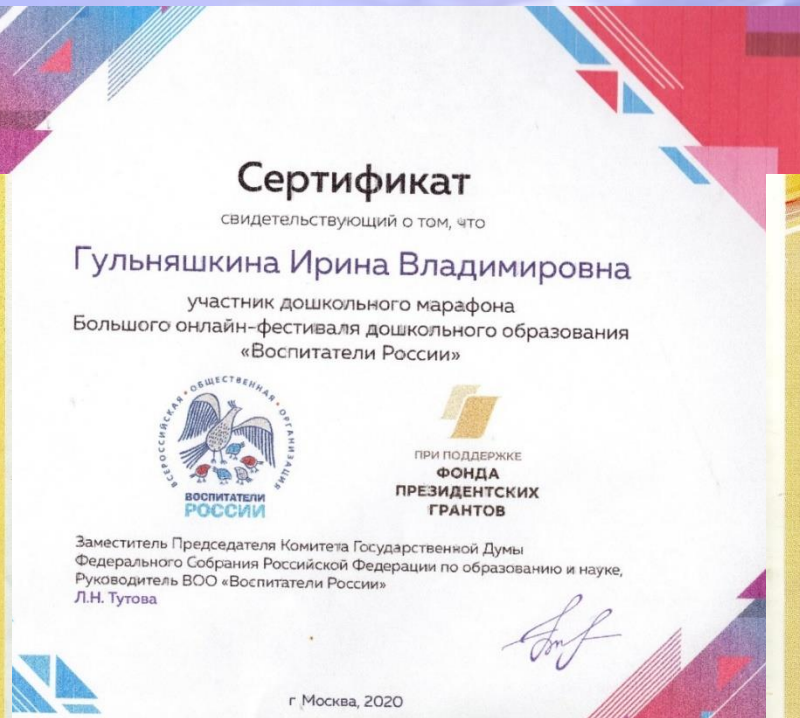 Сертификат
свидетельствующий о том, что
Гульняшкина Ирина Владимировна
участник дошкольного марафона
Большого онлайн-фестиваля дошкольного образования
«Воспитатели России»
ВСЕРОССИЙСКАЯ • ОБЩЕСТВЕННАЯ • ОРГАНИЗАЦИЯ
ВОСПИТАТЕЛИ
РОССИИ
ПРИ ПОДДЕРЖКЕ
ФОНДА
ПРЕЗИДЕНТСКИХ
ГРАНТОВ
Заместитель Председателя Комитета Государственной Думы
Федерального Собрания Российской Федерации по образованию и науке,
Руководитель ВОО «Воспитатели России»
Л.Н. Тутова
г Москва, 2020